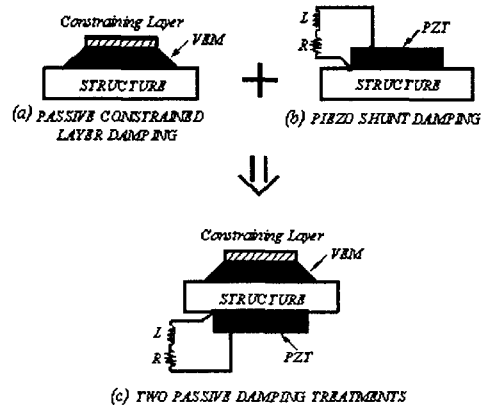 Constraining Layer
VEM
STRUCTURE
(a) PASSIVE CONSTRAINED
LAYER DAMPING
L
R
PZT
STRUCTURE
(b) PIEZO SHUNT DAMPING
Constraining Layer
VEM
STRUCTURE
L
R
PZT
(c) TWO PASSIVE DAMPING TREATMENTS